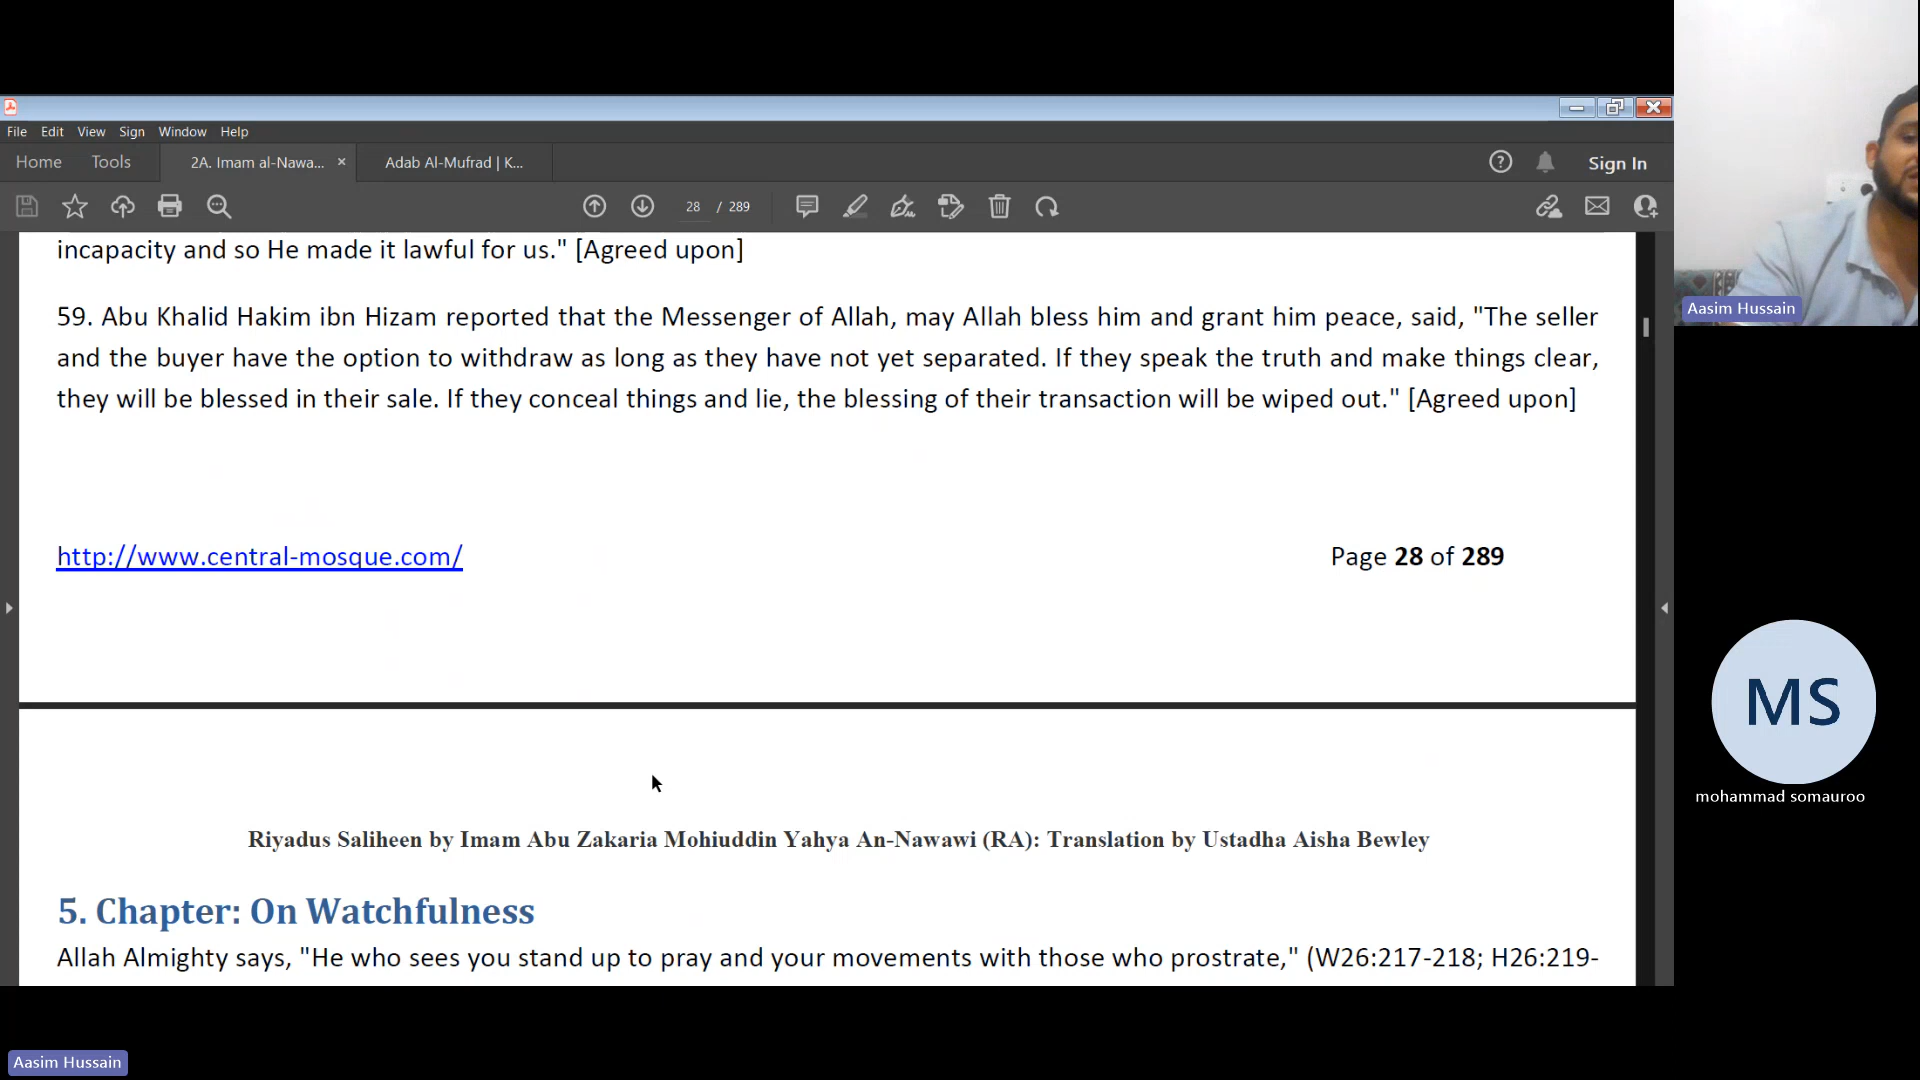 File Edit View Sign Window Help
Home Tools 2A. Imam al-Nawa... × Adab Al-Mufrad | K... Sign In
28 / 289
incapacity and so He made it lawful for us." [Agreed upon]
59. Abu Khalid Hakim ibn Hizam reported that the Messenger of Allah, may Allah bless him and grant him peace, said, "The seller
and the buyer have the option to withdraw as long as they have not yet separated. If they speak the truth and make things clear,
they will be blessed in their sale. If they conceal things and lie, the blessing of their transaction will be wiped out." [Agreed upon]
http://www.central-mosque.com/ Page 28 of 289
Riyadus Saliheen by Imam Abu Zakaria Mohiuddin Yahya An-Nawawi (RA): Translation by Ustadha Aisha Bewley
5. Chapter: On Watchfulness
Allah Almighty says, "He who sees you stand up to pray and your movements with those who prostrate," (W26:217-218; H26:219-
Aasim Hussain
MS
mohammad somauroo
Aasim Hussain